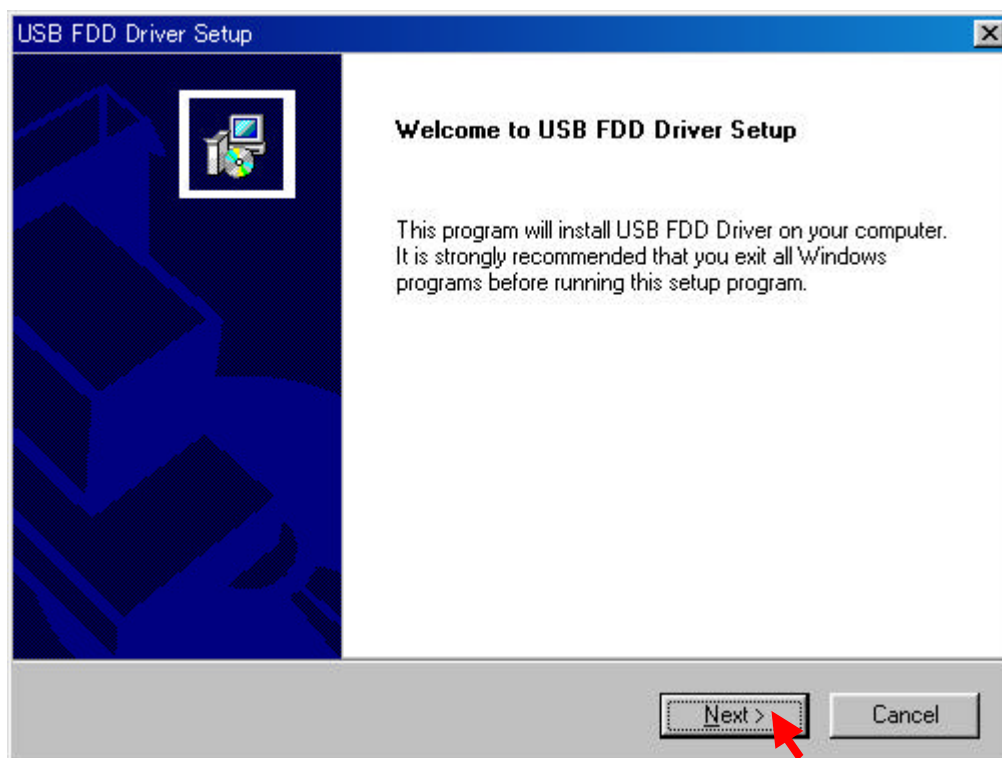 USB FDD Driver Setup
Welcome to USB FDD Driver Setup
This program will install USB FDD Driver on your computer.
It is strongly recommended that you exit all Windows
programs before running this setup program.
Next >
Cancel